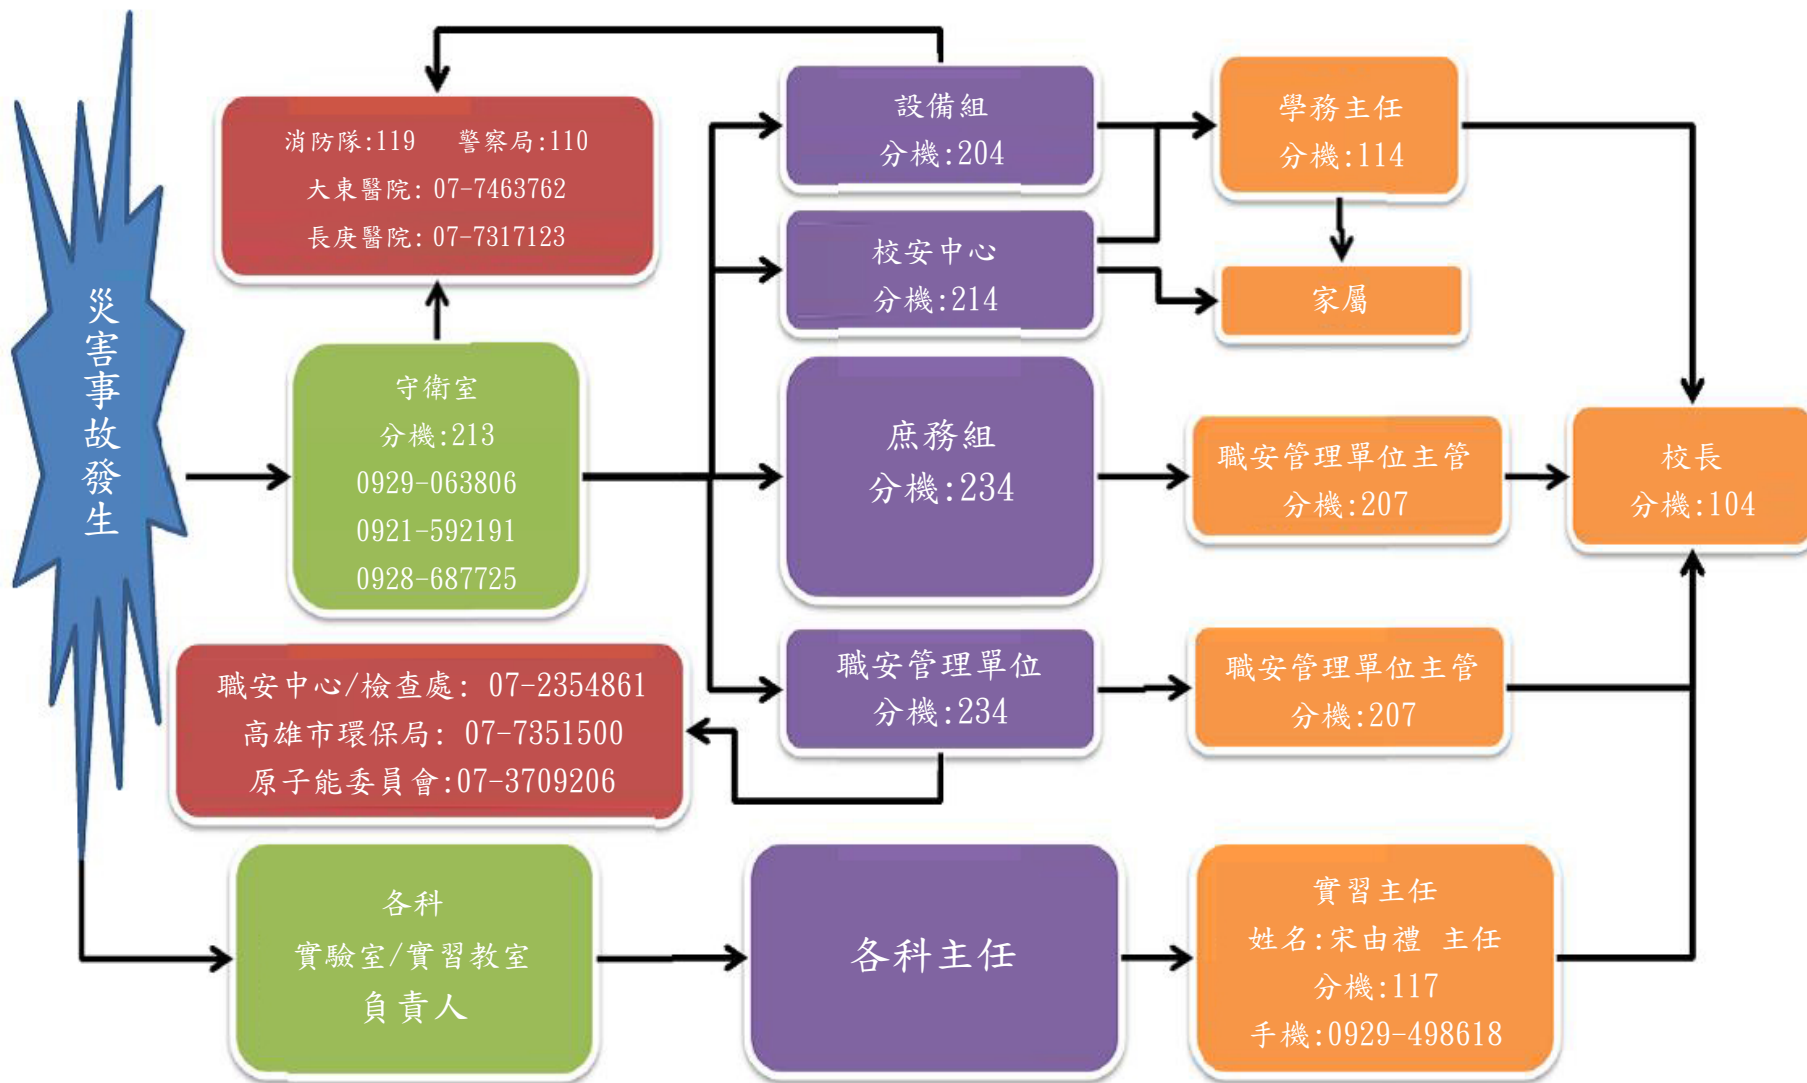 災害事故發生
消防隊:119 警察局:110
大東醫院: 07-7463762
長庚醫院: 07-7317123
守衛室
分機:213
0929-063806
0921-592191
0928-687725
職安中心/檢查處: 07-2354861
高雄市環保局: 07-7351500
原子能委員會:07-3709206
各科
實驗室/實習教室
負責人
設備組
分機:204
校安中心
分機:214
庶務組
分機:234
職安管理單位
分機:234
各科主任
學務主任
分機:114
家屬
職安管理單位主管
分機:207
職安管理單位主管
分機:207
實習主任
姓名:宋由禮 主任
分機:117
手機:0929-498618
校長
分機:104